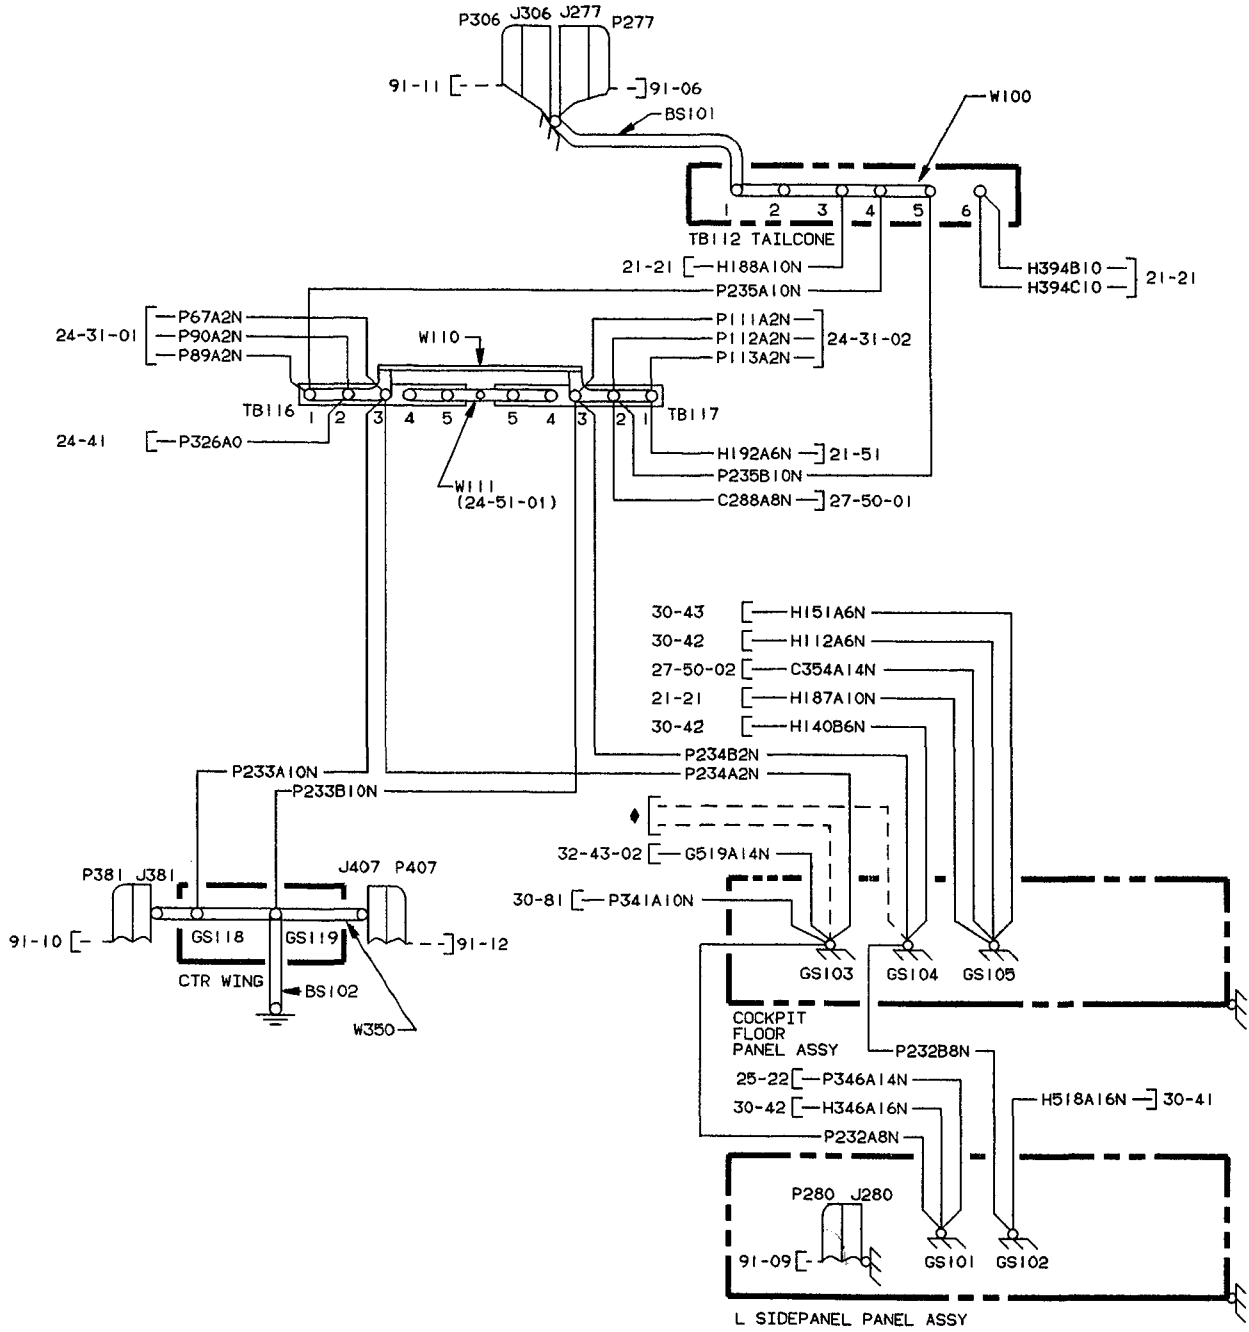 P306 J306 J277 P277
91-11
91-06
BS101
W100
1 2 3 4 5 6
TB112 TAILCONE
21-21 H188A10N
H394B10
H394C10
21-21
P235A10N
24-31-01
P67A2N
P90A2N
P89A2N
W110
P111A2N
P112A2N
P113A2N
24-31-02
TB116 1 2 3 4 5 5 4 3 2 1 TB117
24-41 P326A0
H192A6N 21-51
P235B10N
W111
(24-51-01)
C288A8N 27-50-01
30-43 H151A6N
30-42 H112A6N
27-50-02 C354A14N
21-21 H187A10N
30-42 H140B6N
P234B2N
P233A10N
P234A2N
P233B10N
32-43-02 G519A14N
P381 J381
J407 P407
30-81 P341A10N
91-10
GS118 GS119
91-12
GS103 GS104 GS105
CTR WING
BS102
W350
COCKPIT
FLOOR
PANEL ASSY
P232B8N
25-22 P346A14N
30-42 H346A16N
H518A16N 30-41
P232A8N
P280 J280
91-09
GS101 GS102
L SIDEPANEL PANEL ASSY